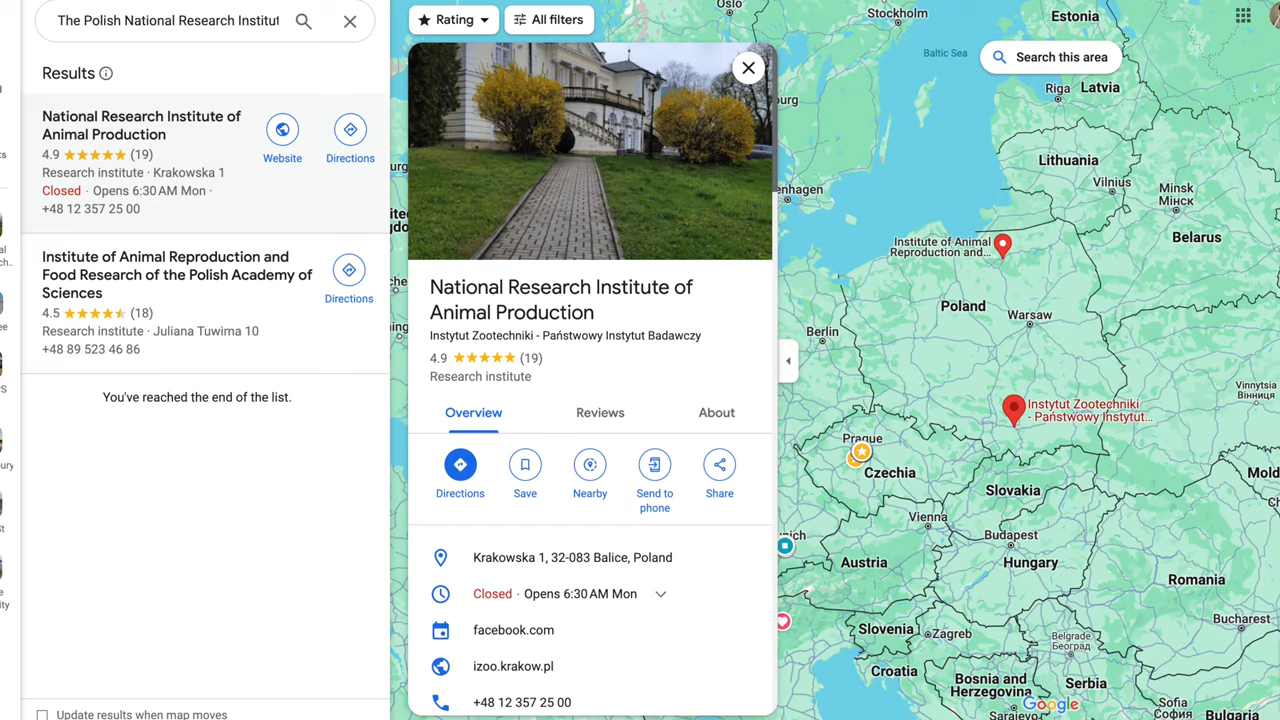 The Polish National Research Institut
Results
National Research Institute of
Animal Production
4.9 (19)
Research institute · Krakowska 1
Closed · Opens 6:30 AM Mon ·
+48 12 357 25 00
Website
Directions
Institute of Animal Reproduction and
Food Research of the Polish Academy of
Sciences
4.5 (18)
Research institute · Juliana Tuwima 10
+48 89 523 46 86
Directions
You've reached the end of the list.
Update results when map moves
Rating
All filters
National Research Institute of
Animal Production
Instytut Zootechniki - Państwowy Instytut Badawczy
4.9 (19)
Research institute
Overview
Reviews
About
Directions
Save
Nearby
Send to
phone
Share
Krakowska 1, 32-083 Balice, Poland
Closed · Opens 6:30 AM Mon
facebook.com
izoo.krakow.pl
+48 12 357 25 00
Search this area
Oslo
Stockholm
Estonia
Baltic Sea
Riga
Latvia
Lithuania
Vilnius
Minsk
Мінск
Belarus
Institute of Animal
Reproduction and...
Poland
Warsaw
Berlin
Vinnytsia
Вінниця
Instytut Zootechniki
- Państwowy Instytut...
Prague
Czechia
Slovakia
Vienna
Budapest
Austria
Hungary
Romania
Slovenia
Zagreb
Belgrade
Београд
Bucharest
Croatia
Bosnia and
Herzegovina
Serbia
Sarajevo
Sofia
София
Bulgaria
Google